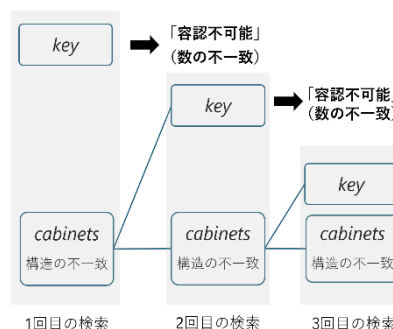 key
「容認不可能」
(数の不一致)
key
「容認不可能」
(数の不一致)
key
cabinets
構造の不一致
cabinets
構造の不一致
cabinets
構造の不一致
1回目の検索
2回目の検索
3回目の検索